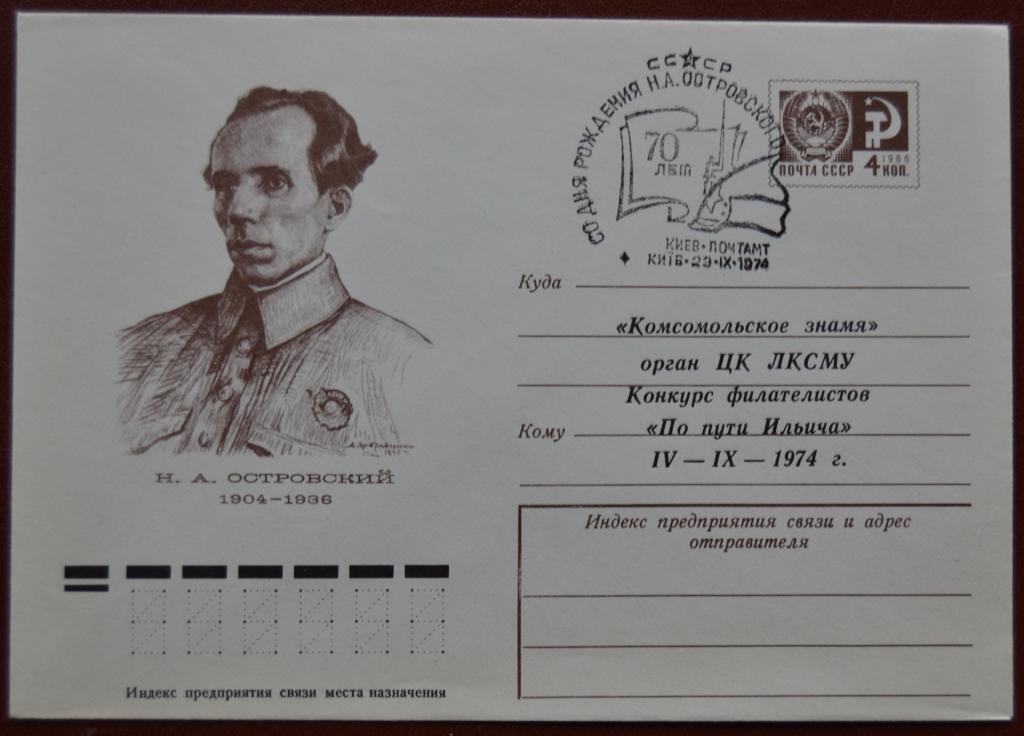 СССР
СО ДНЯ РОЖДЕНИЯ Н.А. ОСТРОВСКОГО
70
ЛЕТ
КИЕВ • ПОЧТАМТ
КИЇВ • 29 • IX • 1974
1966
ПОЧТА СССР 4 КОП.
Н. А. ОСТРОВСКИЙ
1904—1936
Куда
«Комсомольское знамя»
орган ЦК ЛКСМУ
Конкурс филателистов
Кому «По пути Ильича»
IV — IX — 1974 г.
Индекс предприятия связи и адрес
отправителя
Индекс предприятия связи места назначения